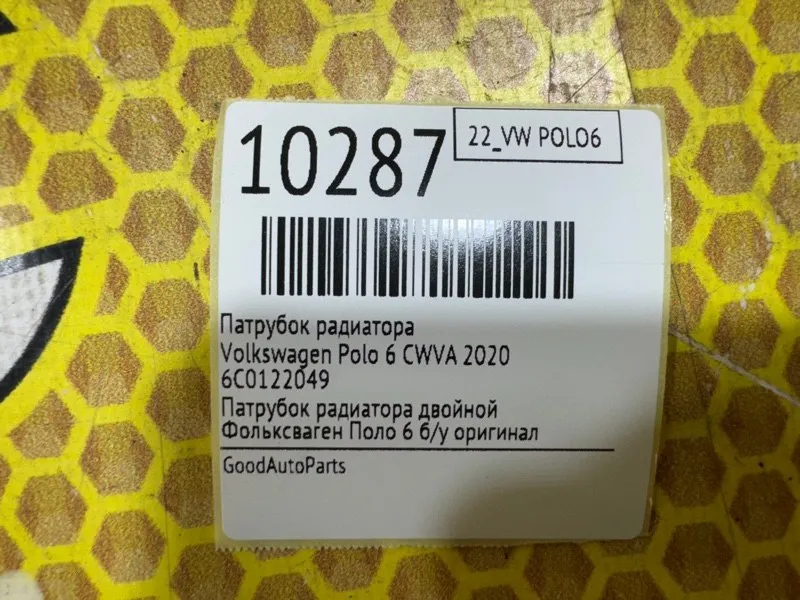 10287
22_VW POLO6
Патрубок радиатора
Volkswagen Polo 6 CWVA 2020
6C0122049
Патрубок радиатора двойной
Фольксваген Поло 6 б/у оригинал
GoodAutoParts